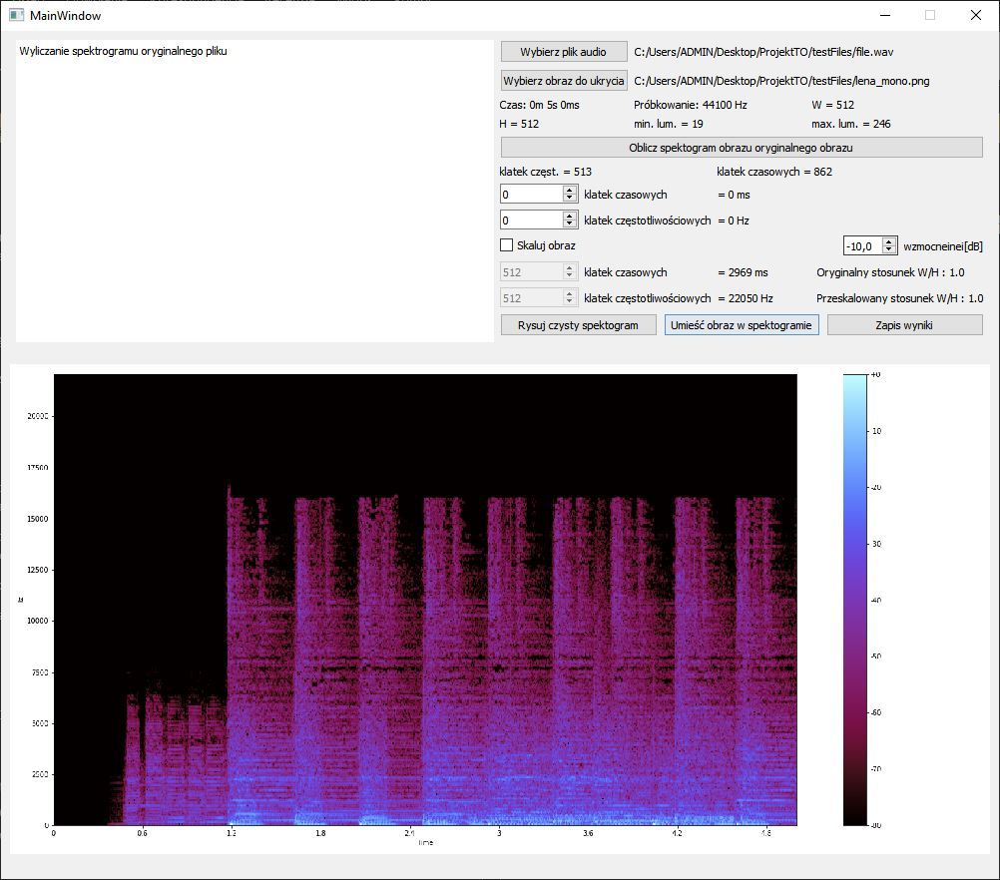 MainWindow
Wyliczanie spektrogramu oryginalnego pliku
Wybierz plik audio C:/Users/ADMIN/Desktop/ProjektTO/testFiles/file.wav
Wybierz obraz do ukrycia C:/Users/ADMIN/Desktop/ProjektTO/testFiles/lena_mono.png
Czas: 0m 5s 0ms Próbkowanie: 44100 Hz W = 512
H = 512 min. lum. = 19 max. lum. = 246
Oblicz spektogram obrazu oryginalnego obrazu
klatek częst. = 513 klatek czasowych = 862
0 klatek czasowych = 0 ms
0 klatek częstotliwościowych = 0 Hz
Skaluj obraz -10,0 wzmocneinei[dB]
512 klatek czasowych = 2969 ms Oryginalny stosunek W/H : 1.0
512 klatek częstotliwościowych = 22050 Hz Przeskalowany stosunek W/H : 1.0
Rysuj czysty spektogram Umieść obraz w spektogramie Zapis wyniki
20000
17500
15000
12500
10000
7500
5000
2500
0
Hz
0 0.6 1.2 1.8 2.4 3 3.6 4.2 4.8
Time
+0
-10
-20
-30
-40
-50
-60
-70
-80